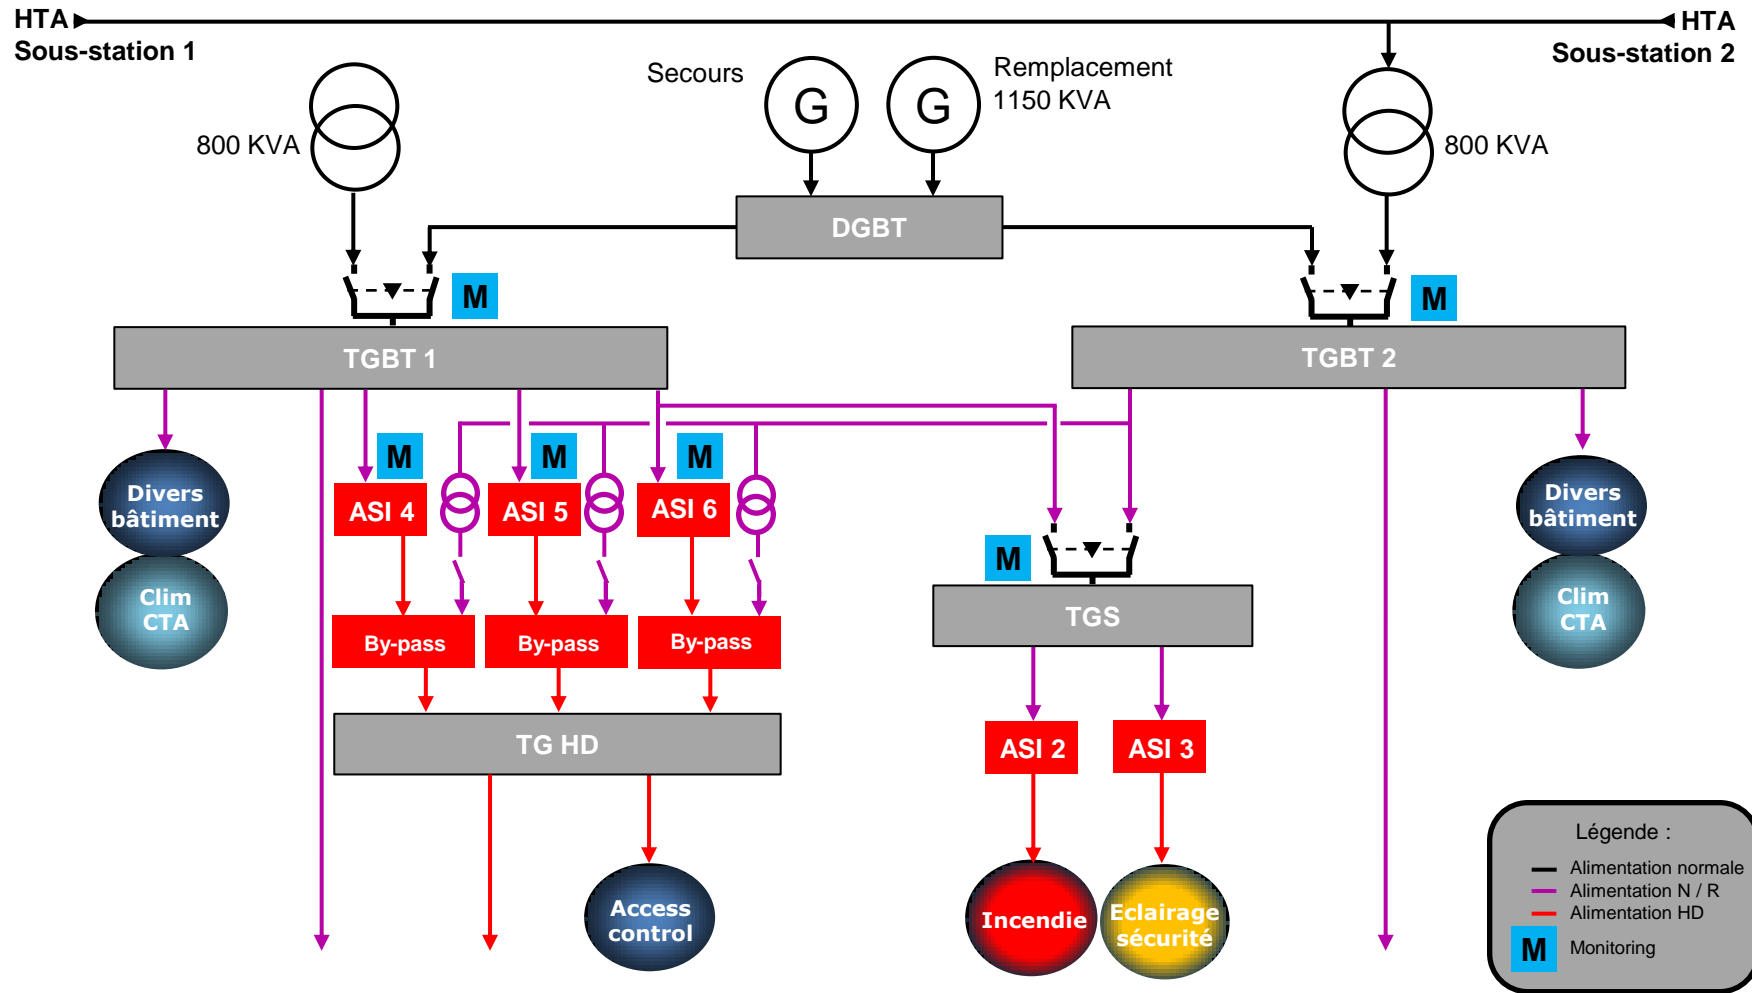 HTA
Sous-station 1
HTA
Sous-station 2
Secours
G
G
Remplacement
1150 KVA
800 KVA
800 KVA
DGBT
M
M
TGBT 1
TGBT 2
M
M
M
ASI 4
ASI 5
ASI 6
Divers
bâtiment
Clim
CTA
Divers
bâtiment
Clim
CTA
M
TGS
By-pass
By-pass
By-pass
TG HD
ASI 2
ASI 3
Access
control
Incendie
Eclairage
sécurité
Légende :
Alimentation normale
Alimentation N / R
Alimentation HD
M
Monitoring